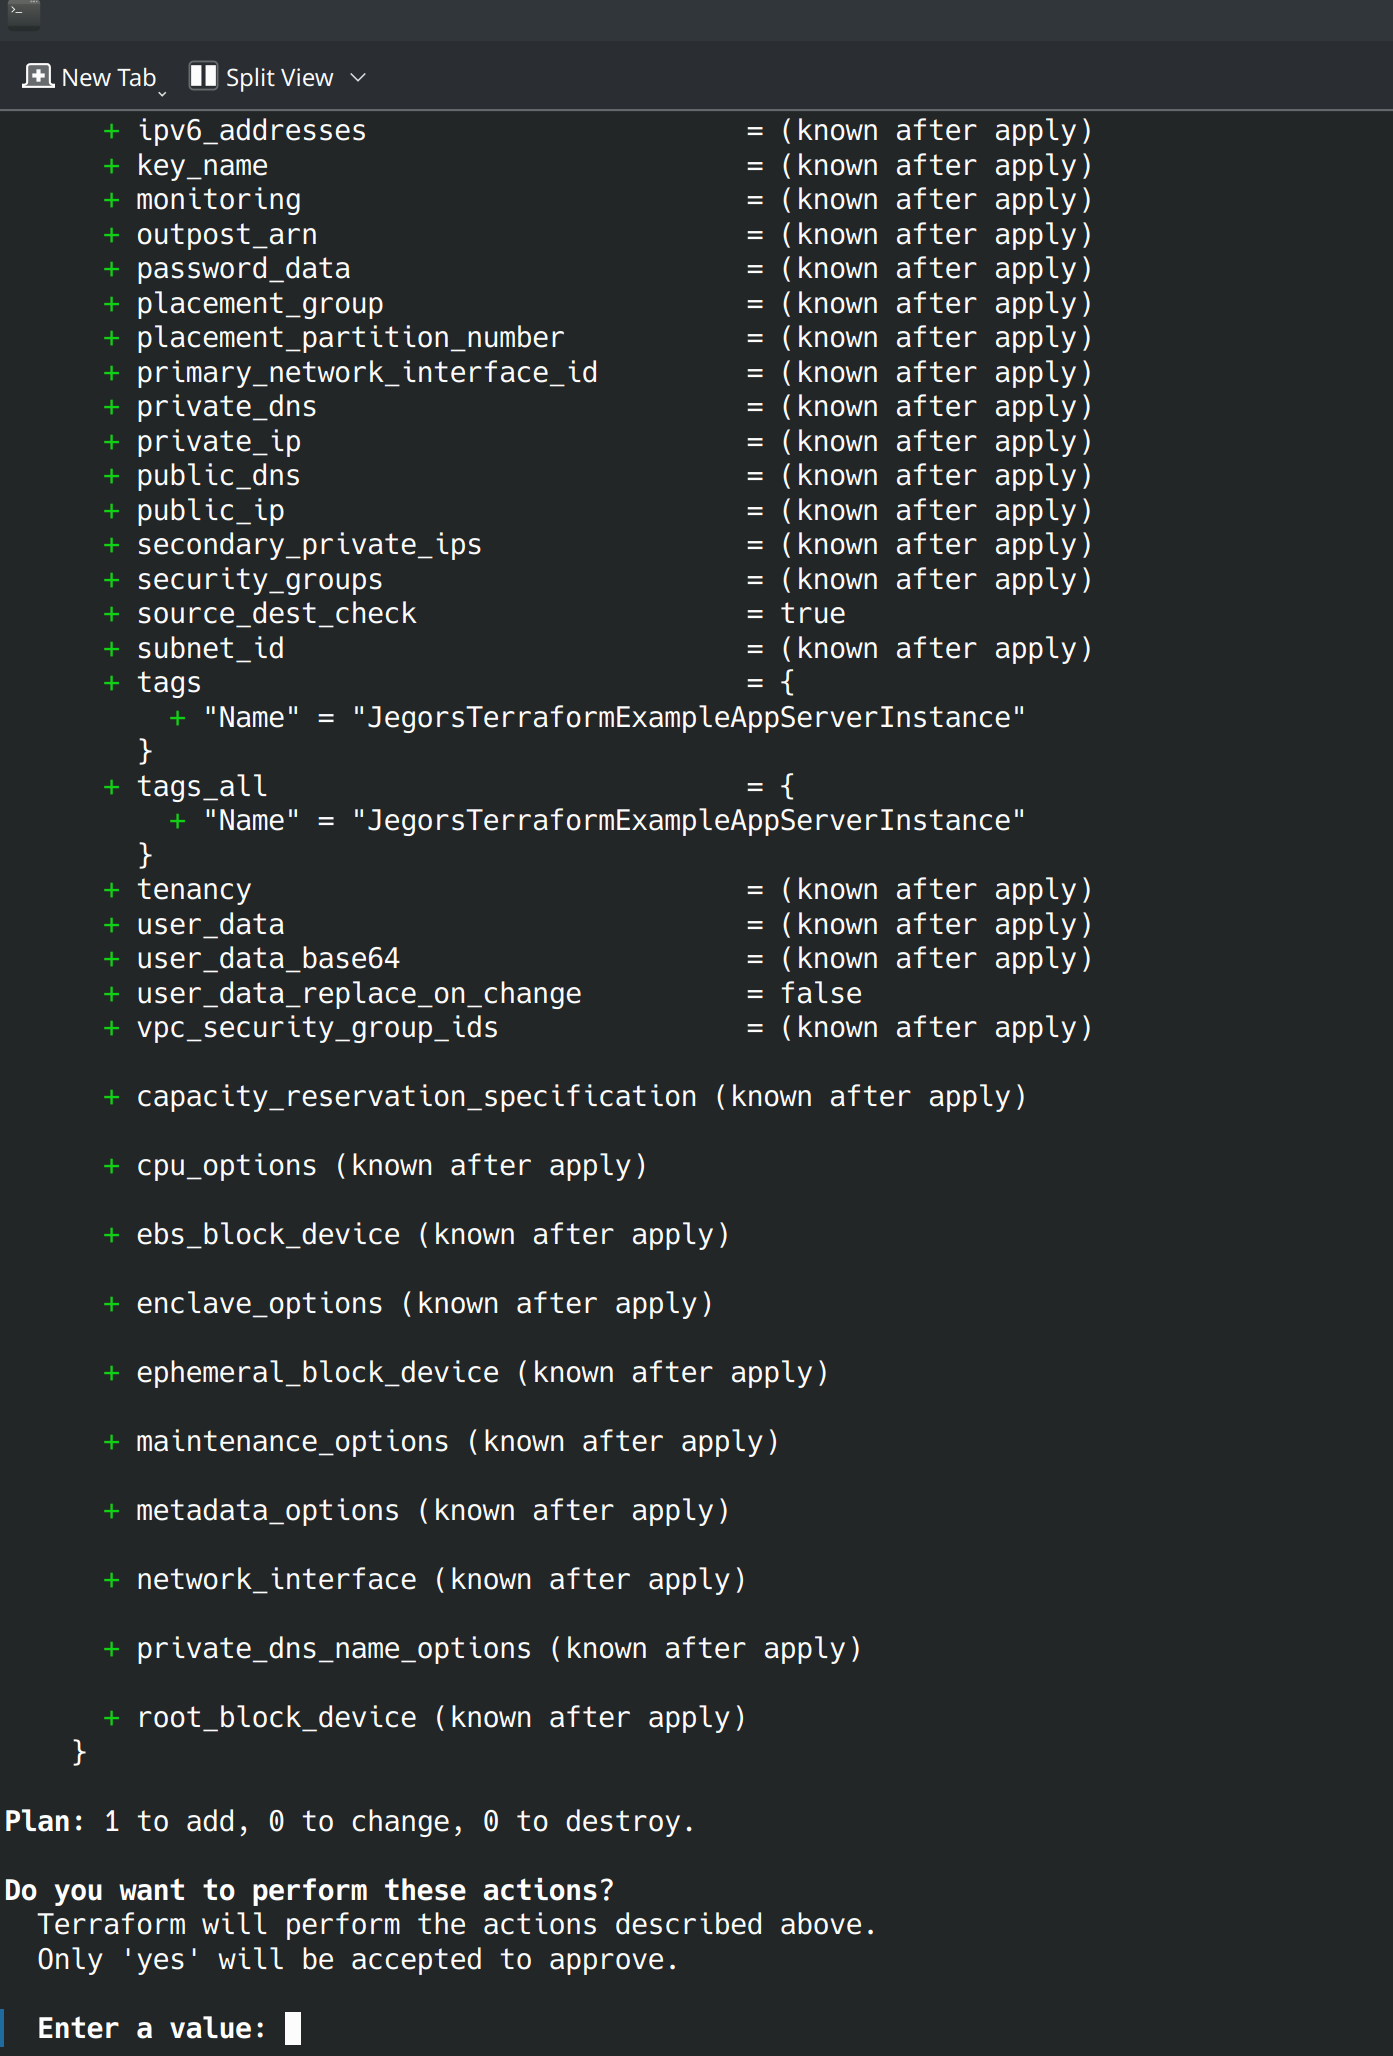 New Tab Split View
+ ipv6_addresses = (known after apply)
+ key_name = (known after apply)
+ monitoring = (known after apply)
+ outpost_arn = (known after apply)
+ password_data = (known after apply)
+ placement_group = (known after apply)
+ placement_partition_number = (known after apply)
+ primary_network_interface_id = (known after apply)
+ private_dns = (known after apply)
+ private_ip = (known after apply)
+ public_dns = (known after apply)
+ public_ip = (known after apply)
+ secondary_private_ips = (known after apply)
+ security_groups = (known after apply)
+ source_dest_check = true
+ subnet_id = (known after apply)
+ tags = {
+ "Name" = "JegorsTerraformExampleAppServerInstance"
}
+ tags_all = {
+ "Name" = "JegorsTerraformExampleAppServerInstance"
}
+ tenancy = (known after apply)
+ user_data = (known after apply)
+ user_data_base64 = (known after apply)
+ user_data_replace_on_change = false
+ vpc_security_group_ids = (known after apply)
+ capacity_reservation_specification (known after apply)
+ cpu_options (known after apply)
+ ebs_block_device (known after apply)
+ enclave_options (known after apply)
+ ephemeral_block_device (known after apply)
+ maintenance_options (known after apply)
+ metadata_options (known after apply)
+ network_interface (known after apply)
+ private_dns_name_options (known after apply)
+ root_block_device (known after apply)
}
Plan: 1 to add, 0 to change, 0 to destroy.
Do you want to perform these actions?
Terraform will perform the actions described above.
Only 'yes' will be accepted to approve.
Enter a value: